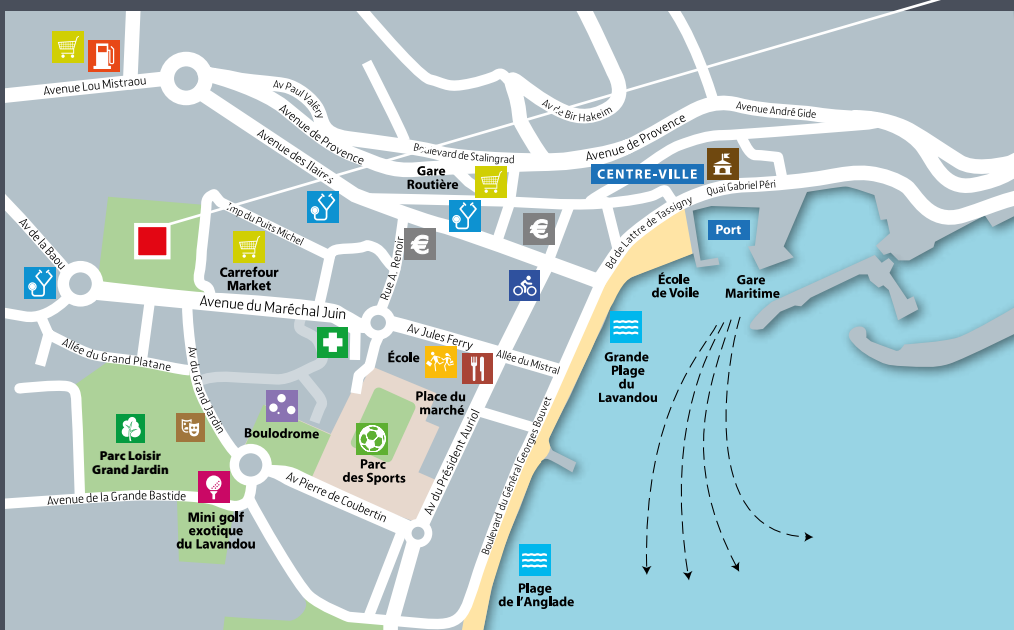 Avenue Lou Mistraou
Av Paul Valéry
Avenue de Provence
Avenue des Ilaires
Boulevard de Stalingrad
Av de Bir Hakeim
Avenue de Provence
Avenue André Gide
Gare
Routière
CENTRE-VILLE
Quai Gabriel Péri
Bd de Lattre de Tassigny
Port
Imp du Puits Michel
Av de la Baou
Carrefour
Market
€
€
Rue A. Renoir
École
de Voile
Gare
Maritime
Avenue du Maréchal Juin
Av Jules Ferry
Allée du Mistral
Allée du Grand Platane
Av du Grand Jardin
École
Place du
marché
Grande
Plage
du
Lavandou
Boulodrome
Parc Loisir
Grand Jardin
Parc
des Sports
Av du Président Auriol
Boulevard du Général Georges Bouvet
Avenue de la Grande Bastide
Av Pierre de Coubertin
Mini golf
exotique
du Lavandou
Plage
de l'Anglade